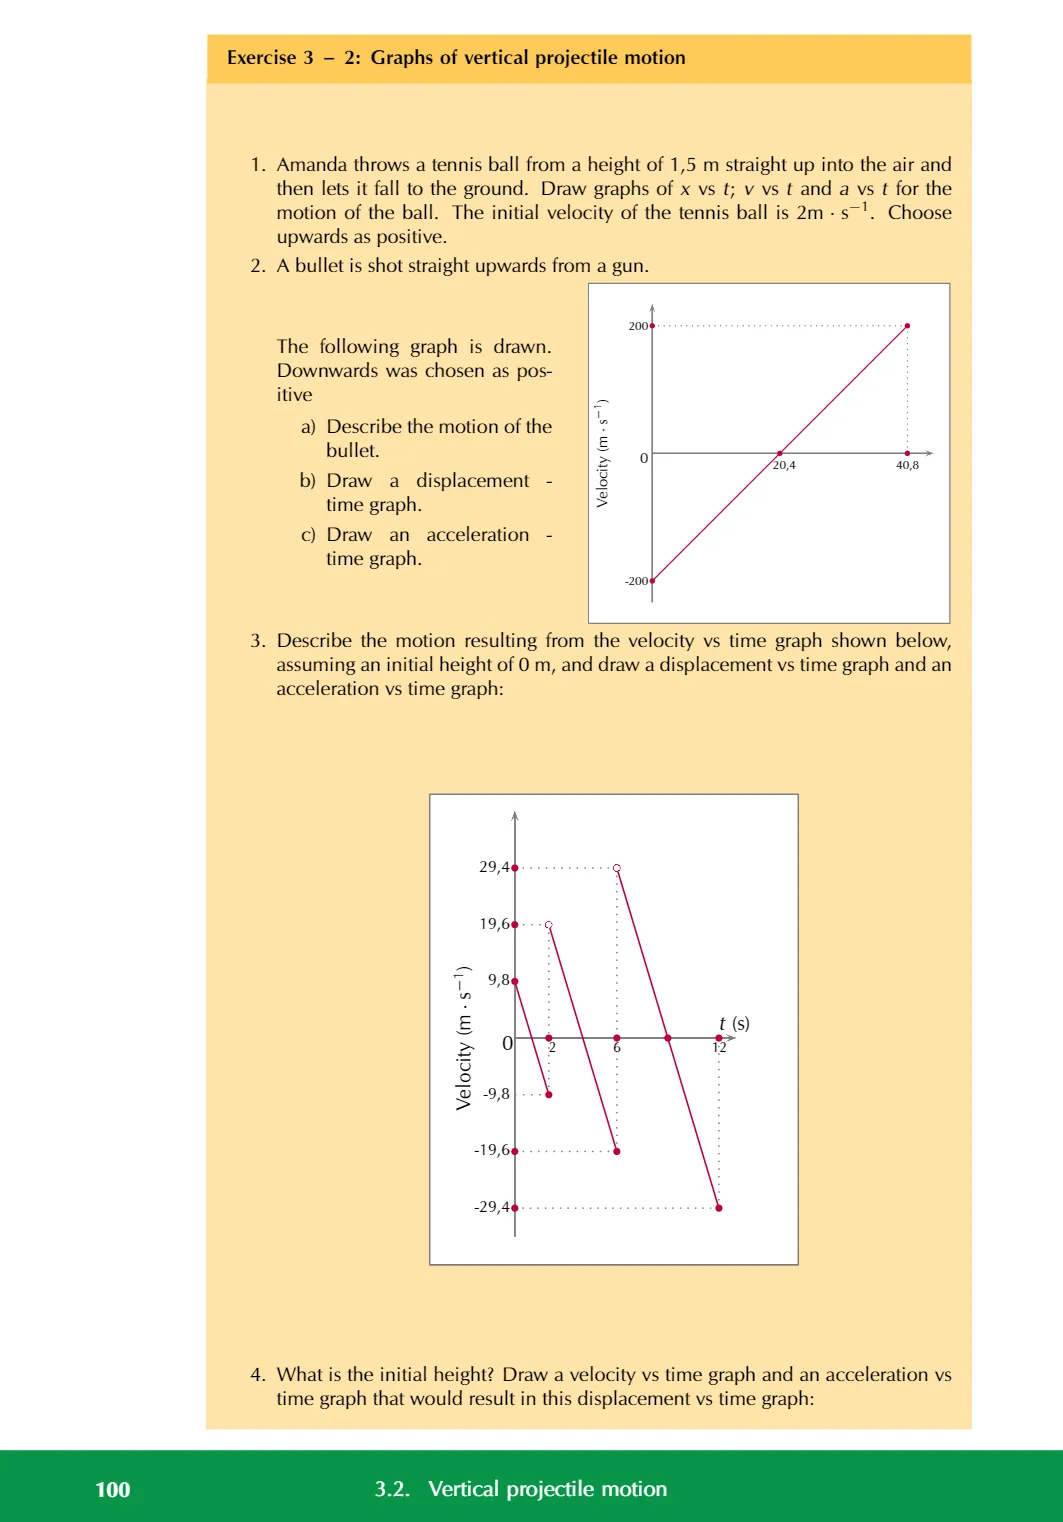 Exercise 3 – 2: Graphs of vertical projectile motion
1. Amanda throws a tennis ball from a height of 1,5 m straight up into the air and
then lets it fall to the ground. Draw graphs of x vs t; v vs t and a vs t for the
motion of the ball. The initial velocity of the tennis ball is 2m · s⁻¹. Choose
upwards as positive.
2. A bullet is shot straight upwards from a gun.
The following graph is drawn.
Downwards was chosen as pos-
itive
a) Describe the motion of the
bullet.
b) Draw a displacement -
time graph.
c) Draw an acceleration -
time graph.
200
Velocity (m · s⁻¹)
0
20,4
40,8
-200
3. Describe the motion resulting from the velocity vs time graph shown below,
assuming an initial height of 0 m, and draw a displacement vs time graph and an
acceleration vs time graph:
29,4
19,6
9,8
Velocity (m · s⁻¹)
t (s)
0
2
6
12
-9,8
-19,6
-29,4
4. What is the initial height? Draw a velocity vs time graph and an acceleration vs
time graph that would result in this displacement vs time graph:
100
3.2. Vertical projectile motion